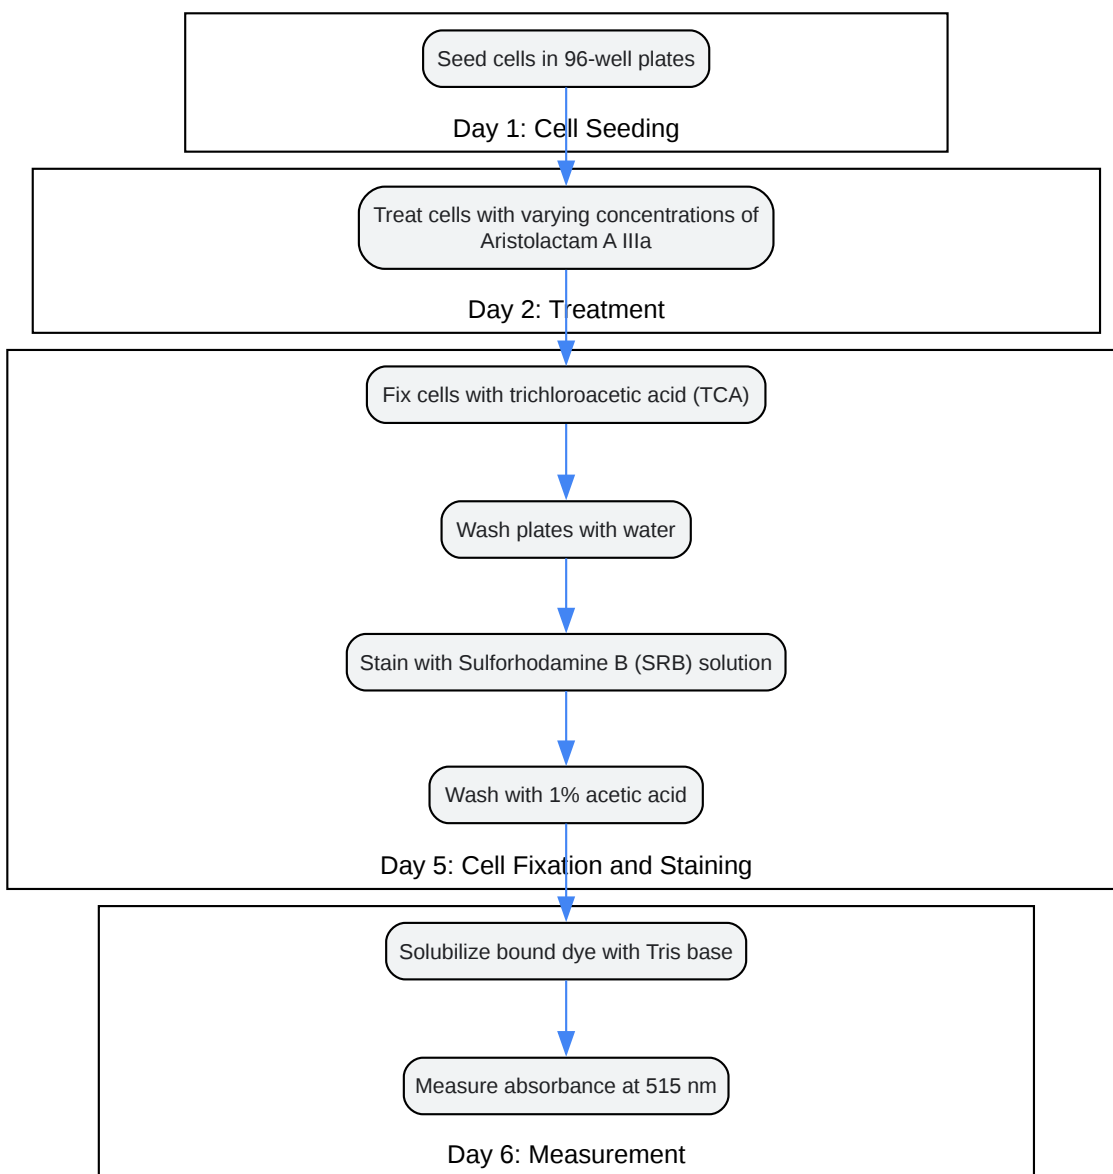 Seed cells in 96-well plates
Day 1: Cell Seeding
Treat cells with varying concentrations of
Aristolactam A IIIa
Day 2: Treatment
Fix cells with trichloroacetic acid (TCA)
Wash plates with water
Stain with Sulforhodamine B (SRB) solution
Wash with 1% acetic acid
Day 5: Cell Fixation and Staining
Solubilize bound dye with Tris base
Measure absorbance at 515 nm
Day 6: Measurement